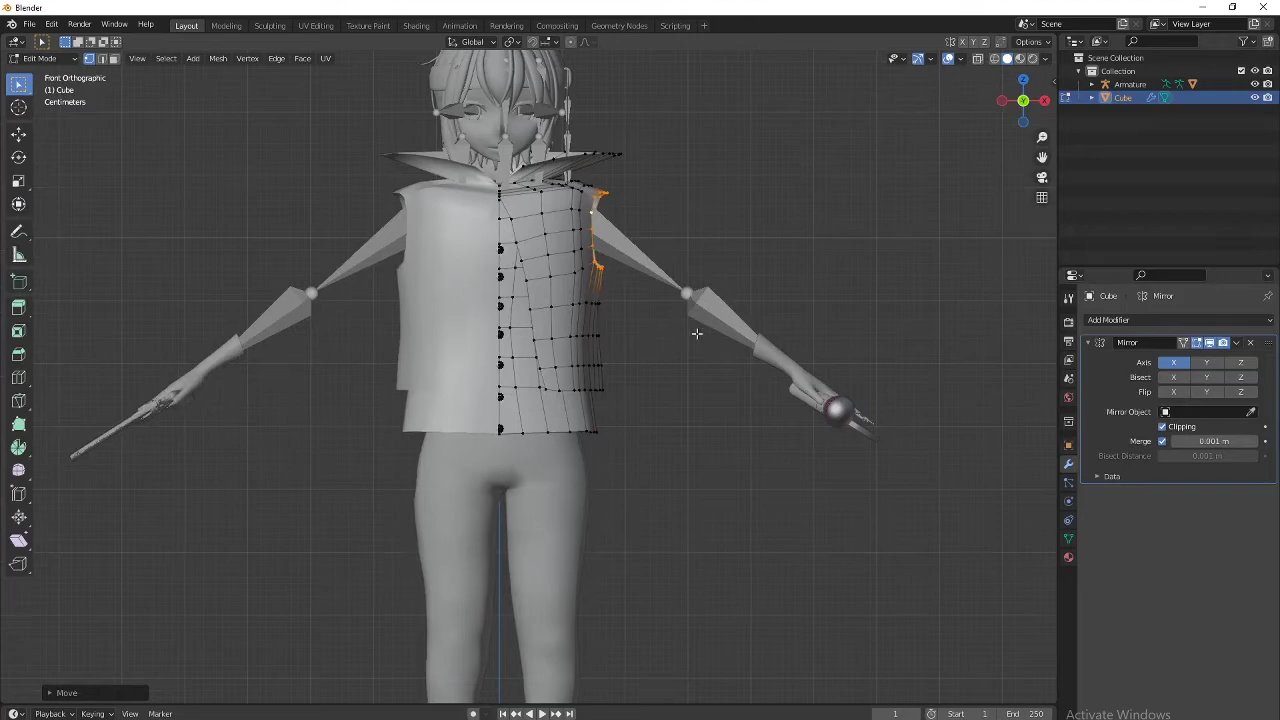 Blender
File Edit Render Window Help Layout Modeling Sculpting UV Editing Texture Paint Shading Animation Rendering Compositing Geometry Nodes Scripting Scene View Layer
Global X Y Z Options
Edit Mode View Select Add Mesh Vertex Edge Face UV
Front Orthographic
(1) Cube
Centimeters
Scene Collection
Collection
Armature
Cube
Cube Mirror
Add Modifier
Mirror
Axis X Y Z
Bisect X Y Z
Flip X Y Z
Mirror Object
Clipping
Merge 0.001 m
Bisect Distance 0.001 m
Data
Z
Y
X
Move
Playback Keying View Marker 1 Start 1 End 250
Activate Windows